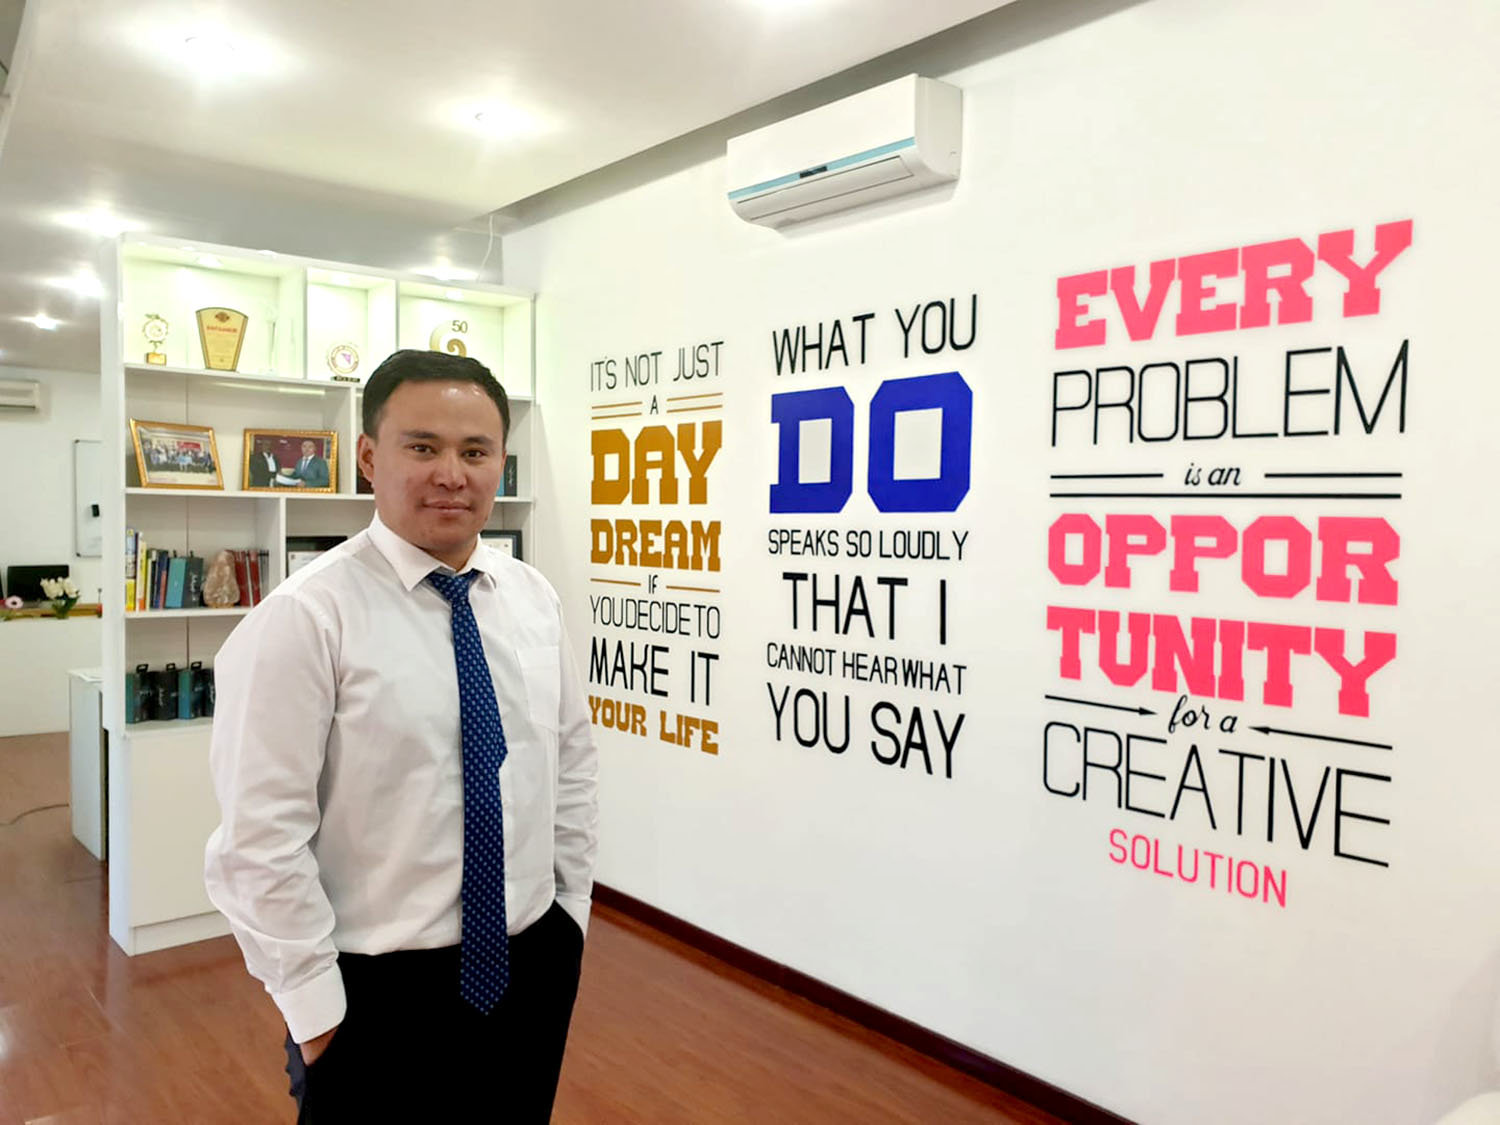 50
IT'S NOT JUST
A
DAY
DREAM
IF
YOU DECIDE TO
MAKE IT
YOUR LIFE
WHAT YOU
DO
SPEAKS SO LOUDLY
THAT I
CANNOT HEAR WHAT
YOU SAY
EVERY
PROBLEM
is an
OPPOR
TUNITY
for a
CREATIVE
SOLUTION